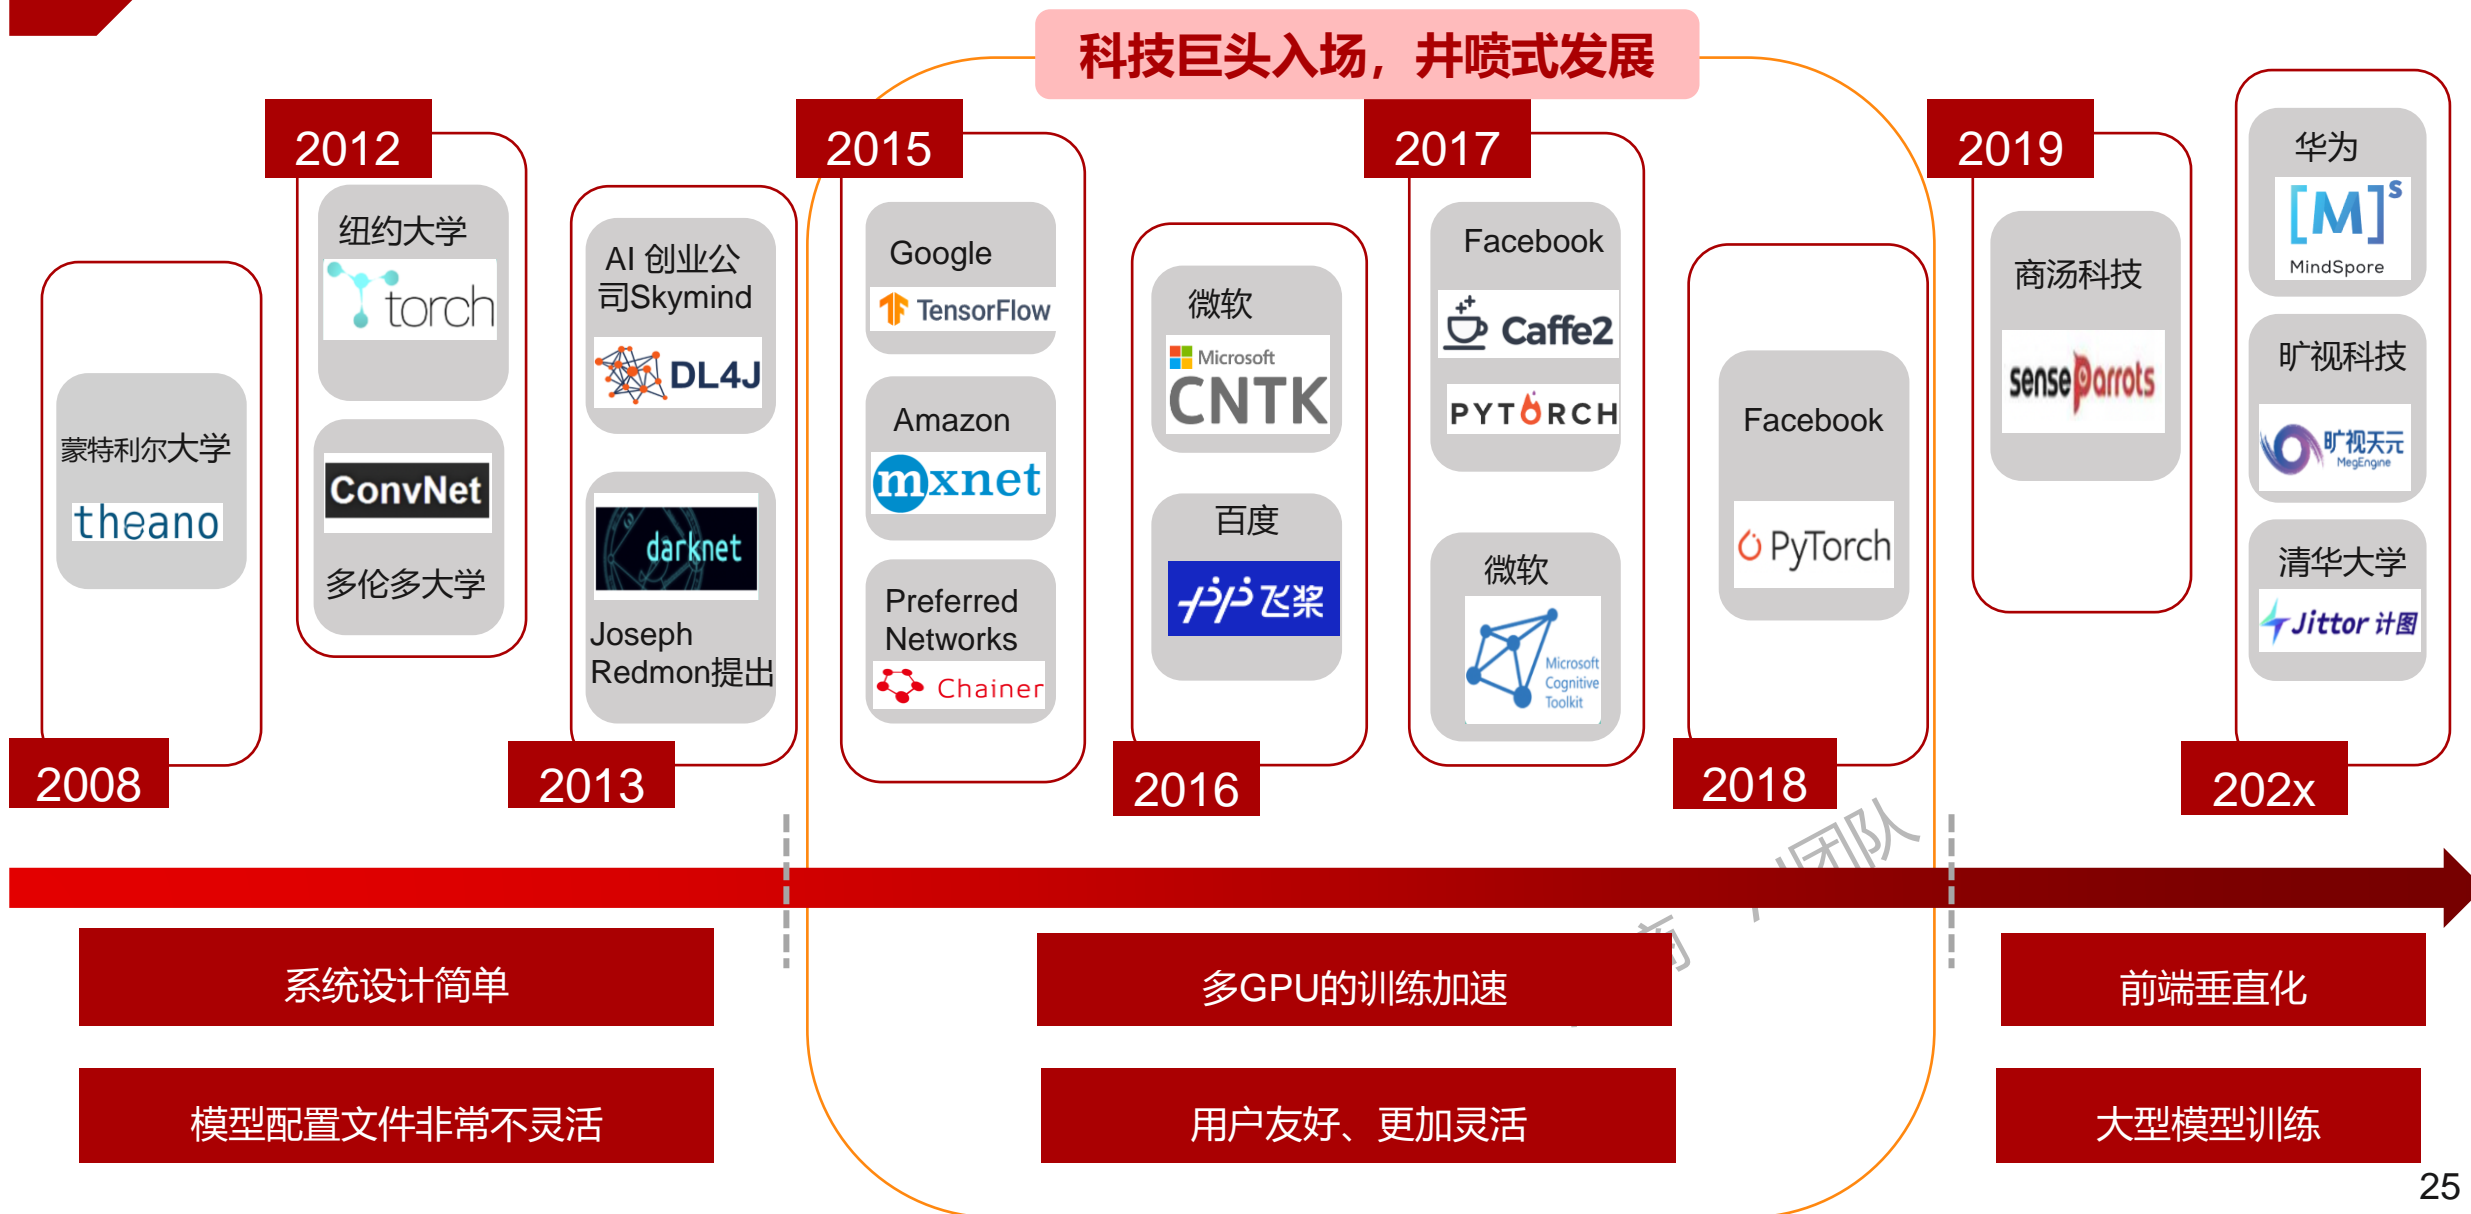 科技巨头入场，井喷式发展
2008
蒙特利尔大学
theano
2012
纽约大学
torch
ConvNet
多伦多大学
2013
AI 创业公
司Skymind
DL4J
darknet
Joseph
Redmon提出
2015
Google
TensorFlow
Amazon
mxnet
Preferred
Networks
Chainer
2016
微软
Microsoft
CNTK
百度
飞桨
2017
Facebook
Caffe2
PYTORCH
微软
Microsoft
Cognitive
Toolkit
2018
Facebook
PyTorch
2019
商汤科技
senseparrots
202x
华为
[M]s
MindSpore
旷视科技
旷视天元
MegEngine
清华大学
Jittor 计图
团队
系统设计简单
多GPU的训练加速
前端垂直化
模型配置文件非常不灵活
用户友好、更加灵活
大型模型训练
25